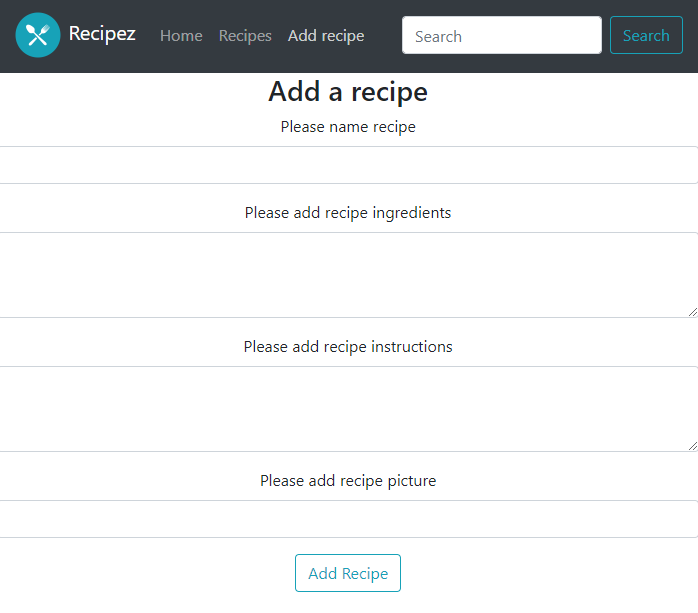 Recipez Home Recipes Add recipe Search Search
Add a recipe
Please name recipe
Please add recipe ingredients
Please add recipe instructions
Please add recipe picture
Add Recipe